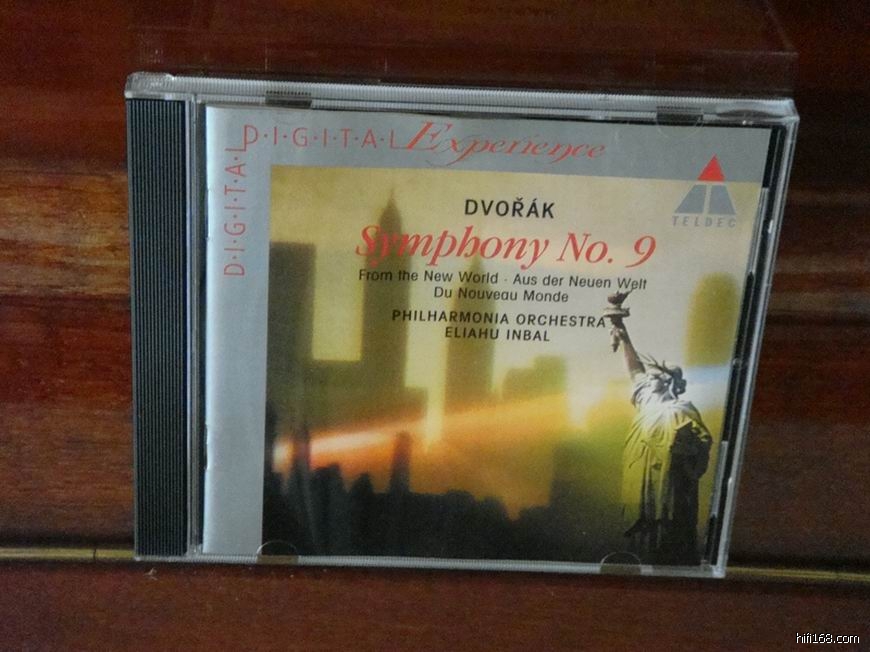 D·I·G·I·T·A·L Experience
D·I·G·I·T·A·L
TELDEC
DVOŘÁK
Symphony No. 9
From the New World · Aus der Neuen Welt
Du Nouveau Monde
PHILHARMONIA ORCHESTRA
ELIAHU INBAL
hifi168.com